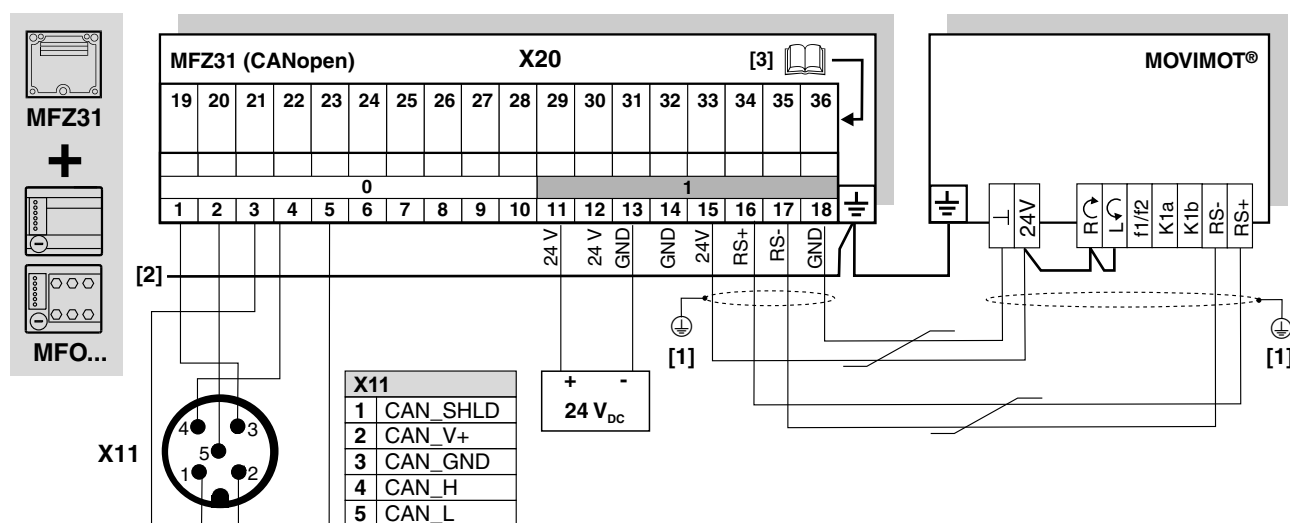 MFZ31
+
MFO...
MFZ31 (CANopen) X20 [3]
19 20 21 22 23 24 25 26 27 28 29 30 31 32 33 34 35 36
0 1
1 2 3 4 5 6 7 8 9 10 11 12 13 14 15 16 17 18
24 V 24 V GND GND 24V RS+ RS- GND
[2]
MOVIMOT®
⊥ 24V R L f1/f2 K1a K1b RS- RS+
[1] [1]
+ -
24 VDC
X11
4 3
5
1 2
X11
1 CAN_SHLD
2 CAN_V+
3 CAN_GND
4 CAN_H
5 CAN_L